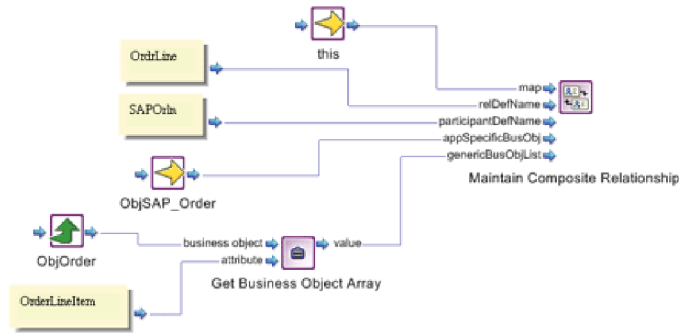 this
OrdrLine
map
relDefName
SAPOrln
participantDefName
appSpecificBusObj
genericBusObjList
Maintain Composite Relationship
ObjSAP_Order
business object
value
attribute
ObjOrder
Get Business Object Array
OrderLineItem